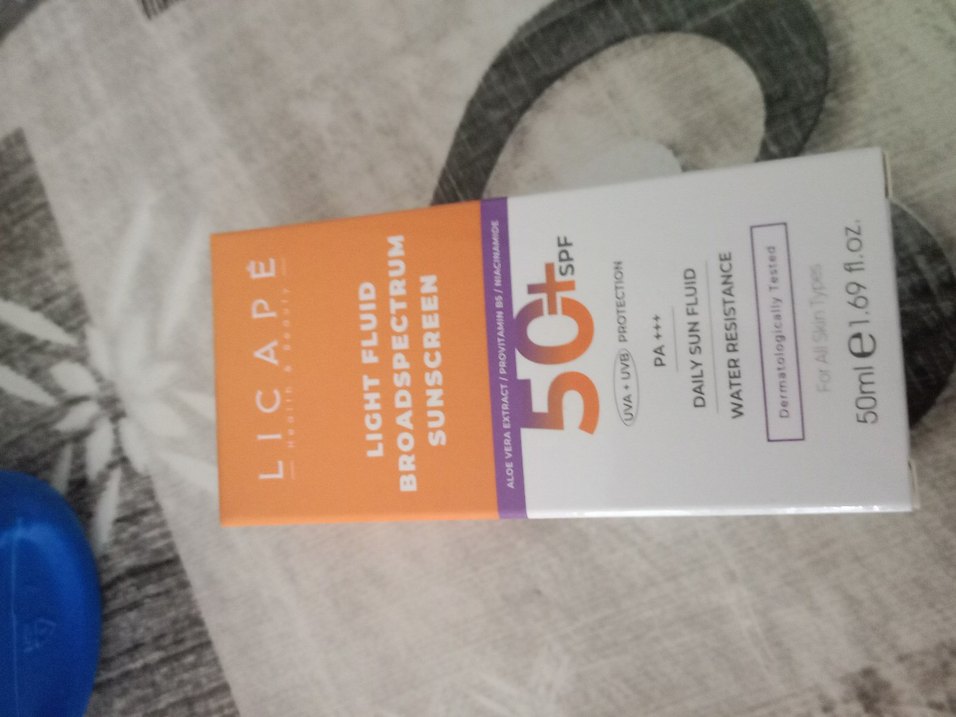 LICAPÉ
Health & Beauty
LIGHT FLUID
BROADSPECTRUM
SUNSCREEN
ALOE VERA EXTRACT / PROVITAMIN B5 / NIACINAMIDE
50+ SPF
UVA + UVB PROTECTION
PA +++
DAILY SUN FLUID
WATER RESISTANCE
Dermatologically Tested
For All Skin Types
50ml e 1.69 fl.oz.